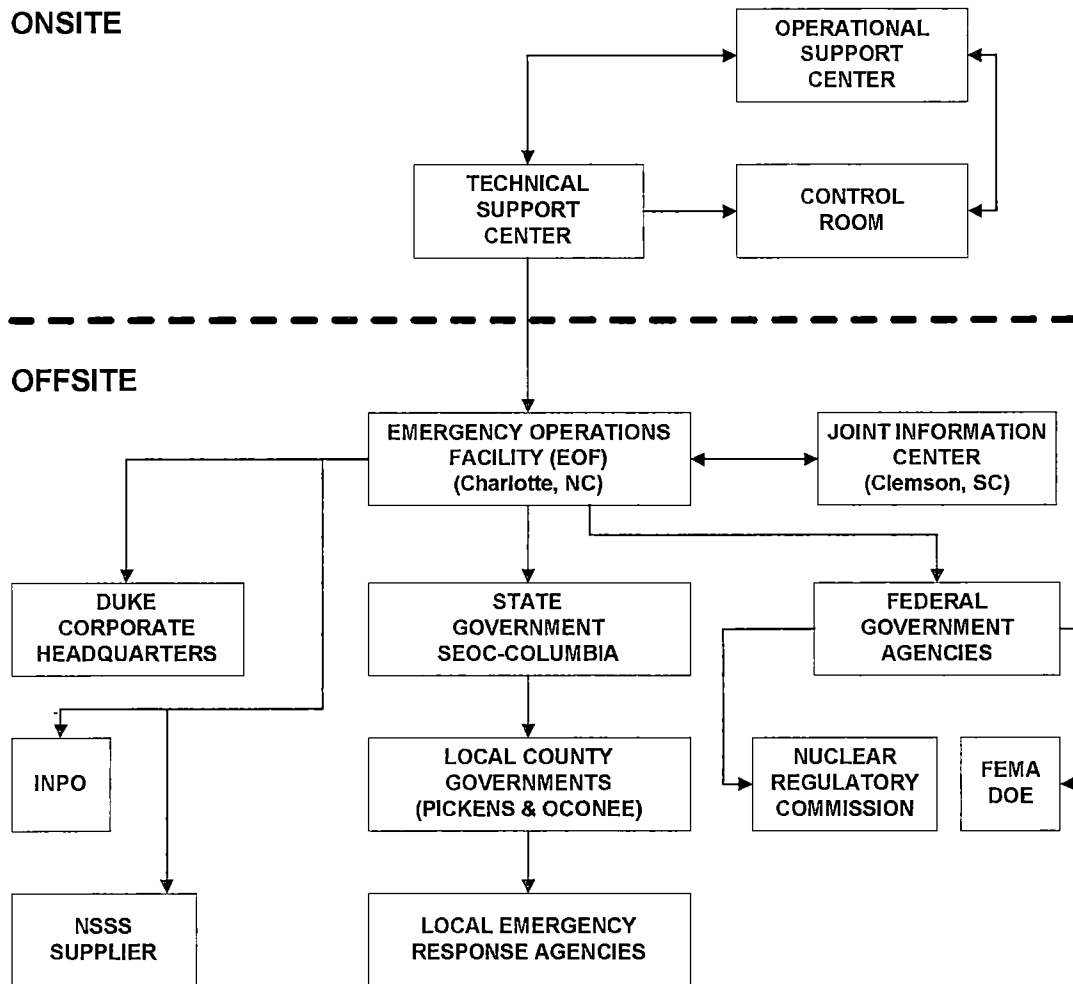 ONSITE
OPERATIONAL
SUPPORT
CENTER
TECHNICAL
SUPPORT
CENTER
CONTROL
ROOM
OFFSITE
EMERGENCY OPERATIONS
FACILITY (EOF)
(Charlotte, NC)
JOINT INFORMATION
CENTER
(Clemson, SC)
DUKE
CORPORATE
HEADQUARTERS
STATE
GOVERNMENT
SEOC-COLUMBIA
FEDERAL
GOVERNMENT
AGENCIES
INPO
LOCAL COUNTY
GOVERNMENTS
(PICKENS & OCONEE)
NUCLEAR
REGULATORY
COMMISSION
FEMA
DOE
NSSS
SUPPLIER
LOCAL EMERGENCY
RESPONSE AGENCIES